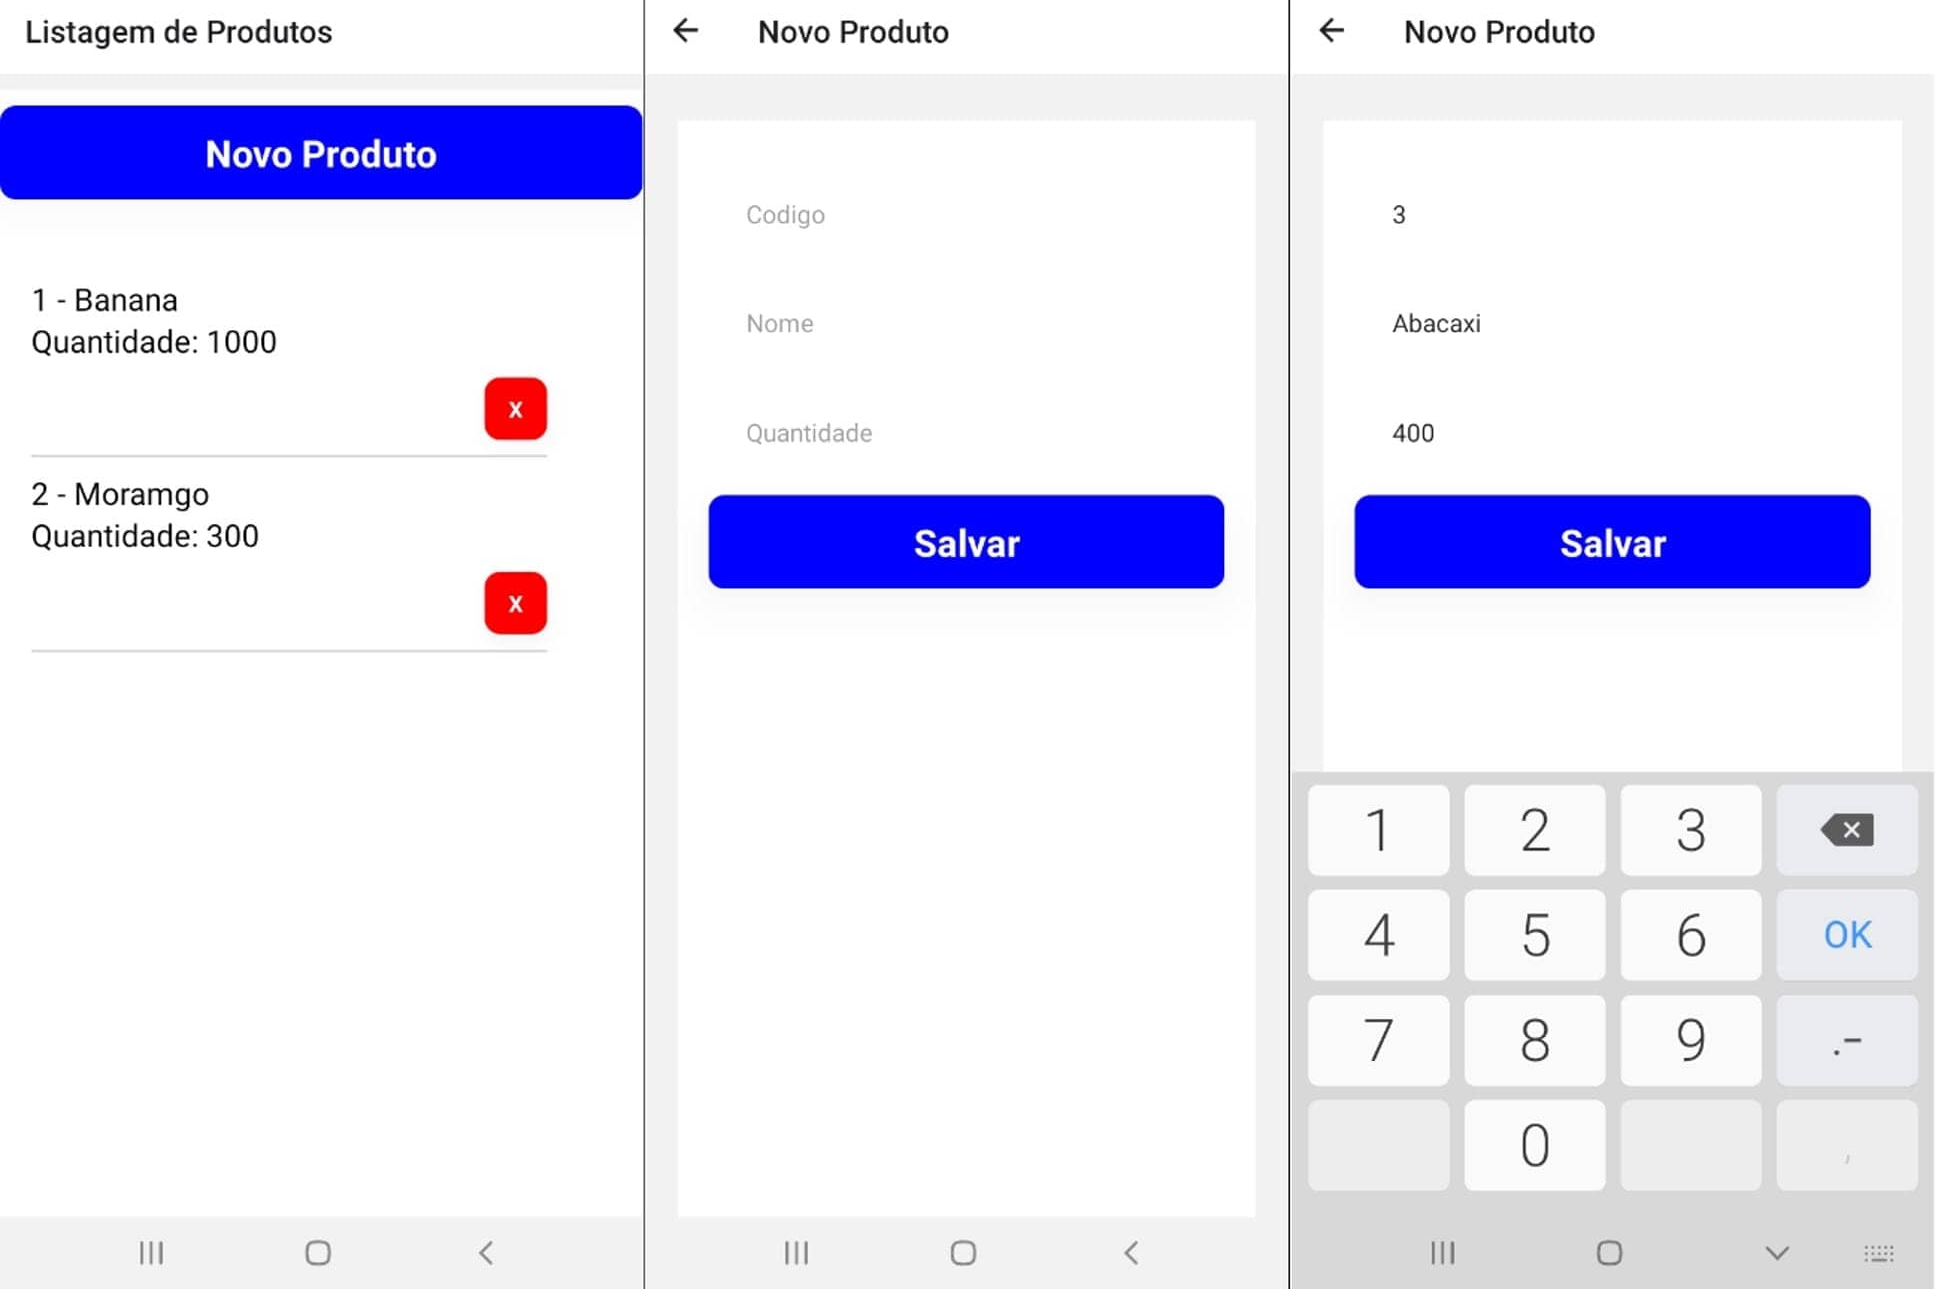 Listagem de Produtos
Novo Produto
1 - Banana
Quantidade: 1000
x
2 - Moramgo
Quantidade: 300
x
Novo Produto
Codigo
Nome
Quantidade
Salvar
Novo Produto
3
Abacaxi
400
Salvar
1 2 3
4 5 6 OK
7 8 9 .-
0 ,